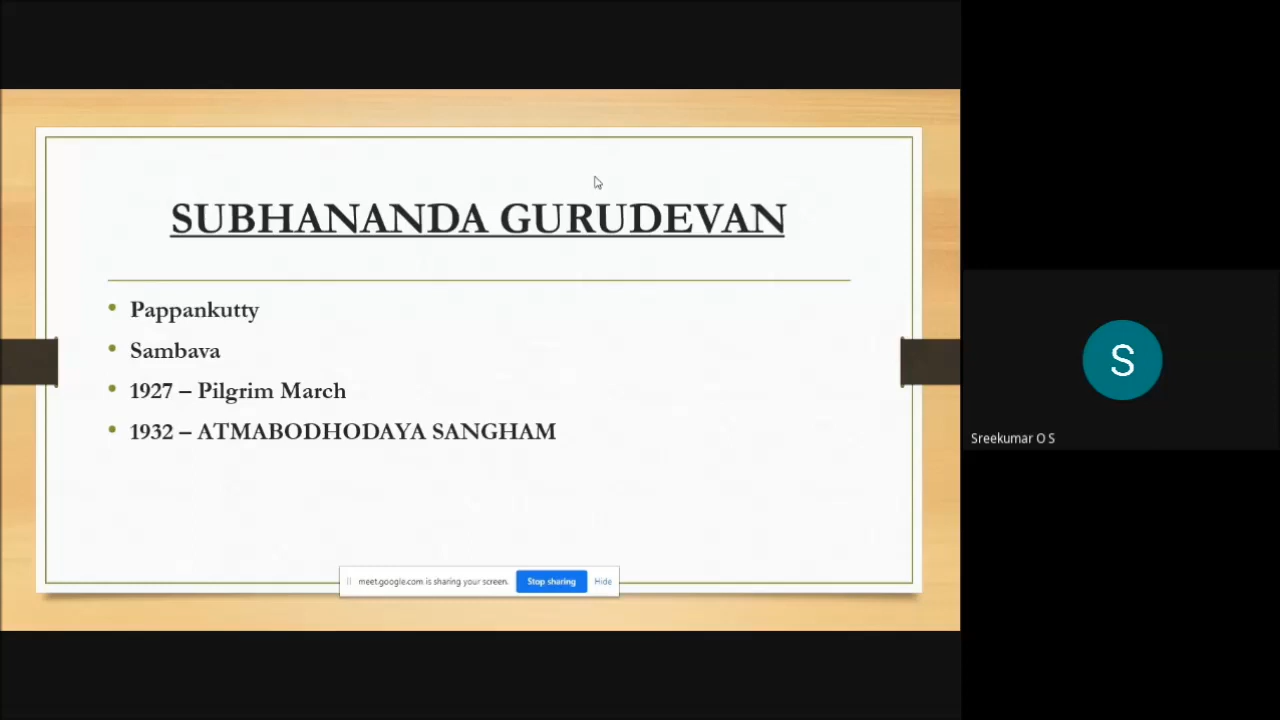 SUBHANANDA GURUDEVAN
• Pappankutty
• Sambava
• 1927 – Pilgrim March
• 1932 – ATMABODHODAYA SANGHAM
meet.google.com is sharing your screen. Stop sharing Hide
S
Sreekumar O S